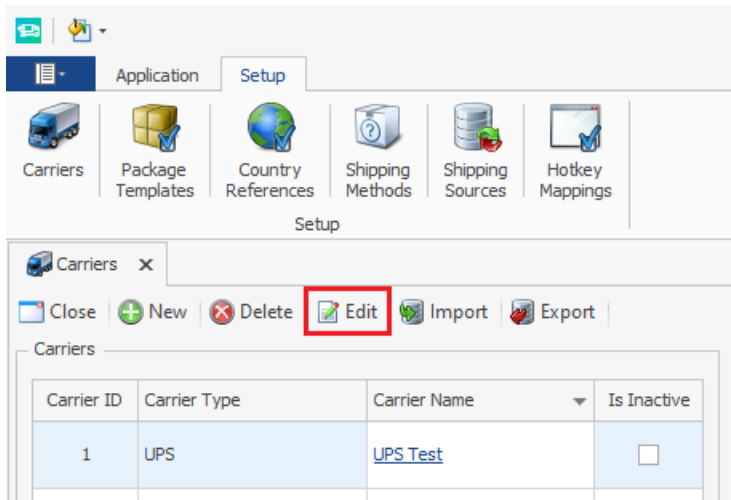 Application Setup
Carriers Package Templates Country References Shipping Methods Shipping Sources Hotkey Mappings
Setup
Carriers
Close New Delete Edit Import Export
Carriers
Carrier ID Carrier Type Carrier Name Is Inactive
1 UPS UPS Test